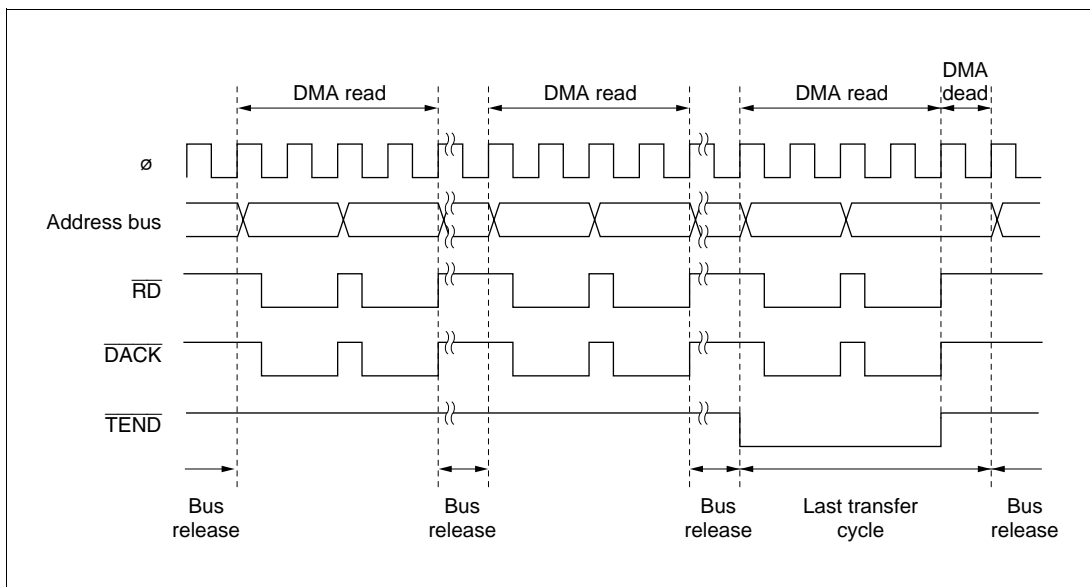 DMA read
DMA read
DMA read
DMA
dead
ø
Address bus
RD
DACK
TEND
Bus
release
Bus
release
Bus
release
Last transfer
cycle
Bus
release